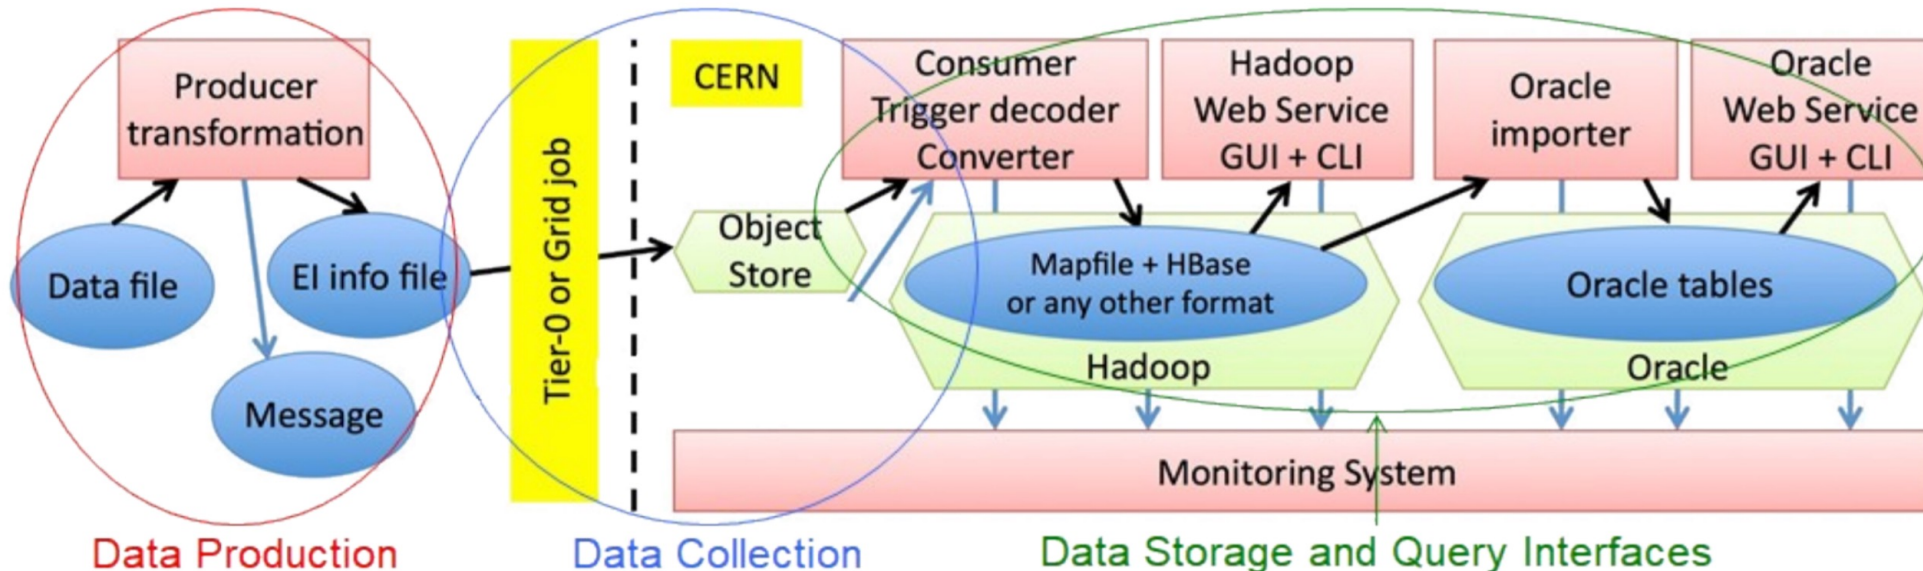 Producer
transformation
Data file
EI info file
Message
Tier-0 or Grid job
CERN
Object
Store
Consumer
Trigger decoder
Converter
Hadoop
Web Service
GUI + CLI
Oracle
importer
Oracle
Web Service
GUI + CLI
Mapfile + HBase
or any other format
Hadoop
Oracle tables
Oracle
Monitoring System
Data Production
Data Collection
Data Storage and Query Interfaces